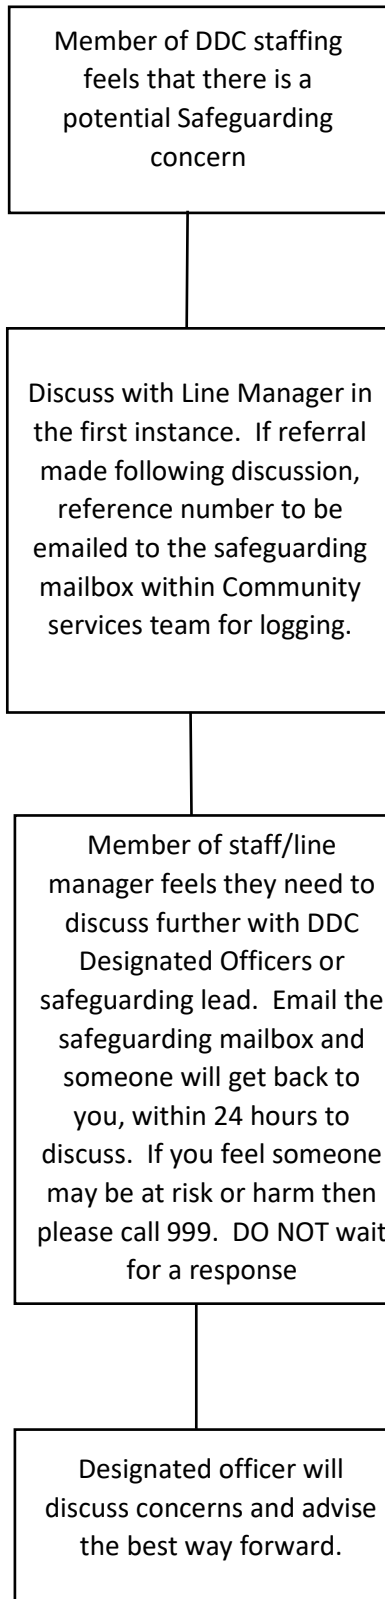 Member of DDC staffing
feels that there is a
potential Safeguarding
concern
Discuss with Line Manager in
the first instance.  If referral
made following discussion,
reference number to be
emailed to the safeguarding
mailbox within Community
services team for logging.
Member of staff/line
manager feels they need to
discuss further with DDC
Designated Officers or
safeguarding lead.  Email the
safeguarding mailbox and
someone will get back to
you, within 24 hours to
discuss.  If you feel someone
may be at risk or harm then
please call 999.  DO NOT wait
for a response
Designated officer will
discuss concerns and advise
the best way forward.